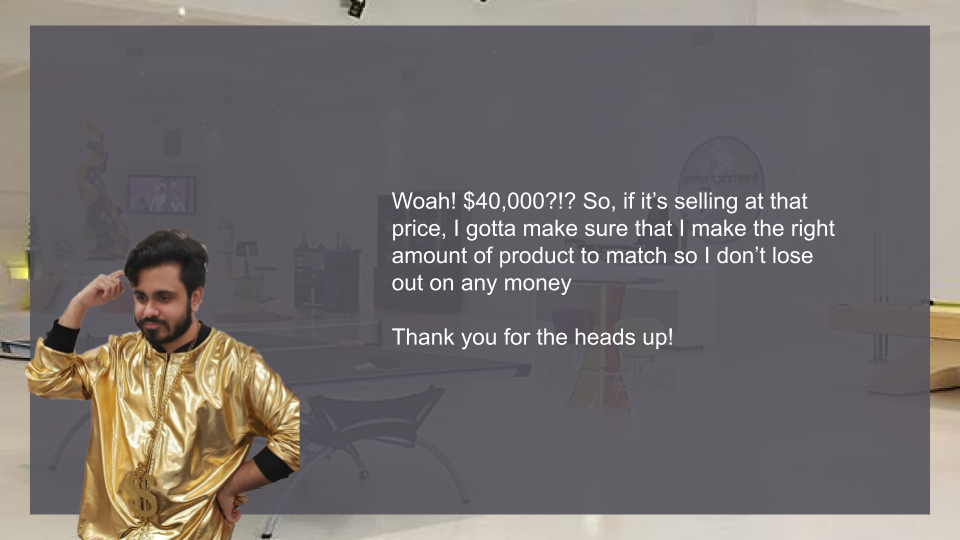 entertainment
Woah! $40,000?!? So, if it’s selling at that
price, I gotta make sure that I make the right
amount of product to match so I don’t lose
out on any money
Thank you for the heads up!